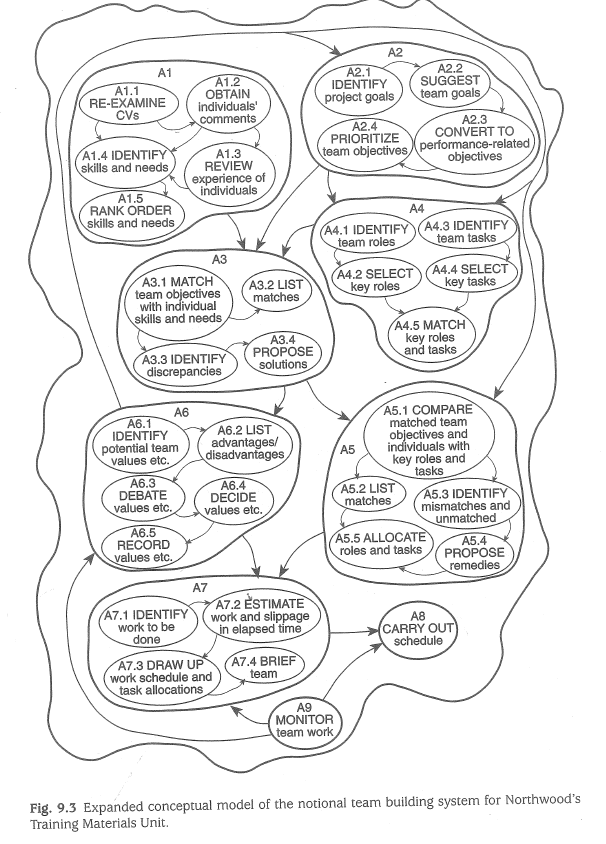 A1
A1.1
RE-EXAMINE
CVs
A1.2
OBTAIN
individuals'
comments
A1.4 IDENTIFY
skills and needs
A1.3
REVIEW
experience of
individuals
A1.5
RANK ORDER
skills and needs
A2
A2.1
IDENTIFY
project goals
A2.2
SUGGEST
team goals
A2.4
PRIORITIZE
team objectives
A2.3
CONVERT TO
performance-related
objectives
A3
A3.1 MATCH
team objectives
with individual
skills and needs
A3.2 LIST
matches
A3.3 IDENTIFY
discrepancies
A3.4
PROPOSE
solutions
A4
A4.1 IDENTIFY
team roles
A4.3 IDENTIFY
team tasks
A4.2 SELECT
key roles
A4.4 SELECT
key tasks
A4.5 MATCH
key roles
and tasks
A6
A6.1
IDENTIFY
potential team
values etc.
A6.2 LIST
advantages/
disadvantages
A6.3
DEBATE
values etc.
A6.4
DECIDE
values etc.
A6.5
RECORD
values etc.
A5
A5.1 COMPARE
matched team
objectives and
individuals with
key roles and
tasks
A5.2 LIST
matches
A5.3 IDENTIFY
mismatches and
unmatched
A5.5 ALLOCATE
roles and tasks
A5.4
PROPOSE
remedies
A7
A7.1 IDENTIFY
work to be
done
A7.2 ESTIMATE
work and slippage
in elapsed time
A7.3 DRAW UP
work schedule and
task allocations
A7.4 BRIEF
team
A8
CARRY OUT
schedule
A9
MONITOR
team work
Fig. 9.3 Expanded conceptual model of the notional team building system for Northwood's
Training Materials Unit.